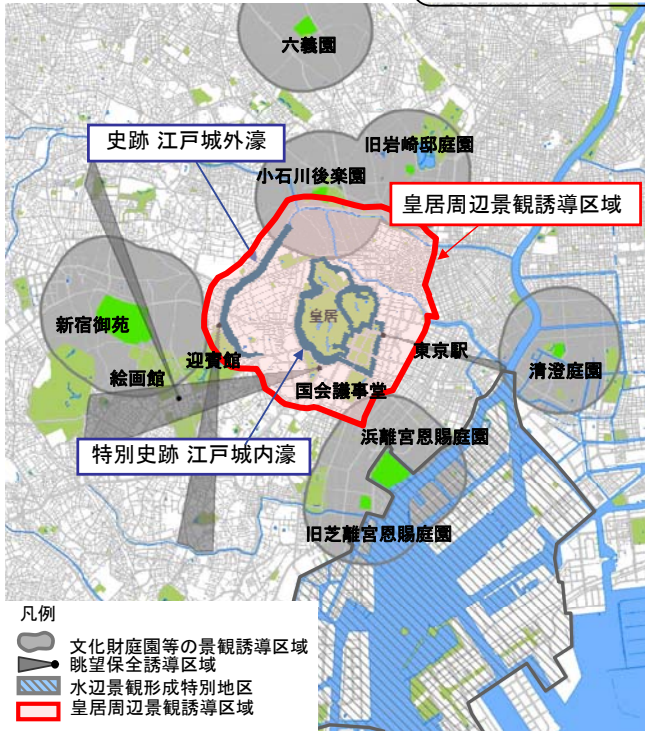 六義園
史跡 江戸城外濠
旧岩崎邸庭園
小石川後楽園
皇居周辺景観誘導区域
皇居
新宿御苑
迎賓館
東京駅
清澄庭園
絵画館
国会議事堂
特別史跡 江戸城内濠
浜離宮恩賜庭園
旧芝離宮恩賜庭園
凡例
文化財庭園等の景観誘導区域
眺望保全誘導区域
水辺景観形成特別地区
皇居周辺景観誘導区域